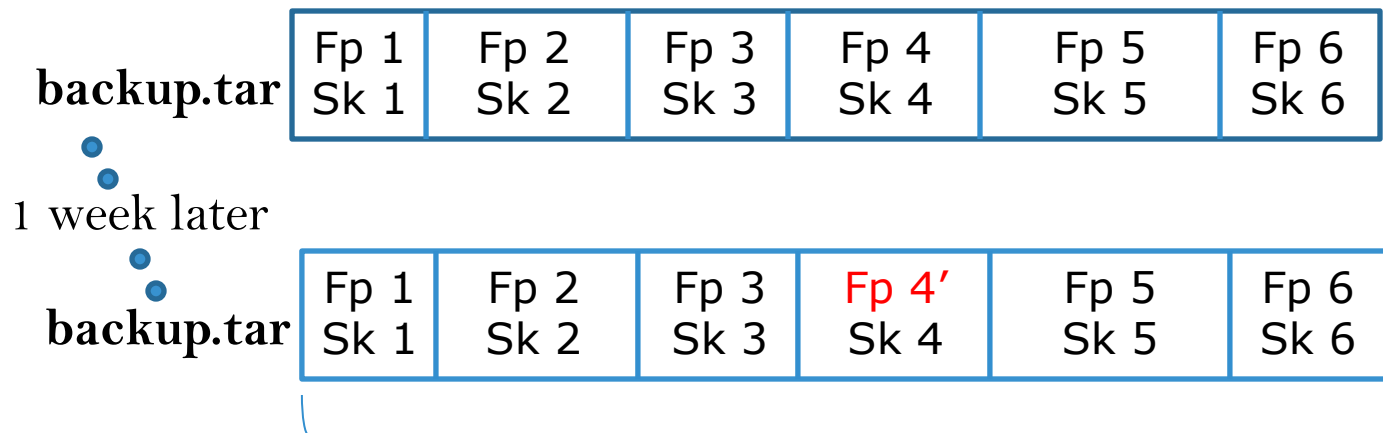 Fp 1 Fp 2 Fp 3 Fp 4 Fp 5 Fp 6
backup.tar Sk 1 Sk 2 Sk 3 Sk 4 Sk 5 Sk 6
1 week later
Fp 1 Fp 2 Fp 3 Fp 4’ Fp 5 Fp 6
backup.tar Sk 1 Sk 2 Sk 3 Sk 4 Sk 5 Sk 6